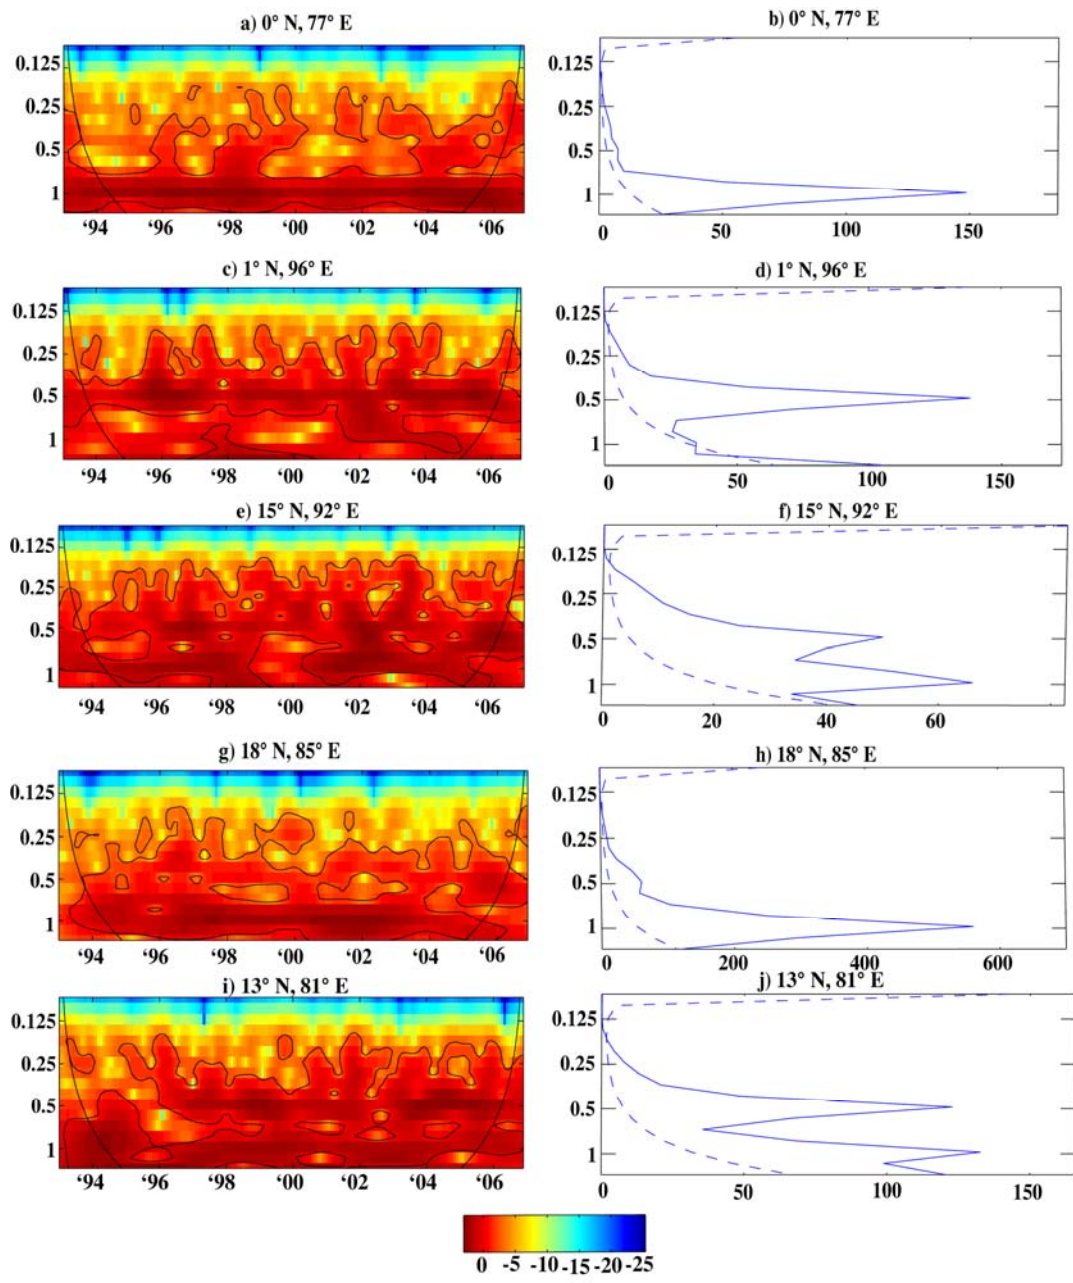 a) 0° N, 77° E
b) 0° N, 77° E
0.125
0.25
0.5
1
‘94 ‘96 ‘98 ‘00 ‘02 ‘04 ‘06
0.125
0.25
0.5
1
0 50 100 150
c) 1° N, 96° E
d) 1° N, 96° E
0.125
0.25
0.5
1
‘94 ‘96 ‘98 ‘00 ‘02 ‘04 ‘06
0.125
0.25
0.5
1
0 50 100 150
e) 15° N, 92° E
f) 15° N, 92° E
0.125
0.25
0.5
1
‘94 ‘96 ‘98 ‘00 ‘02 ‘04 ‘06
0.125
0.25
0.5
1
0 20 40 60
g) 18° N, 85° E
h) 18° N, 85° E
0.125
0.25
0.5
1
‘94 ‘96 ‘98 ‘00 ‘02 ‘04 ‘06
0.125
0.25
0.5
1
0 200 400 600
i) 13° N, 81° E
j) 13° N, 81° E
0.125
0.25
0.5
1
‘94 ‘96 ‘98 ‘00 ‘02 ‘04 ‘06
0.125
0.25
0.5
1
0 50 100 150
0 -5 -10 -15 -20 -25